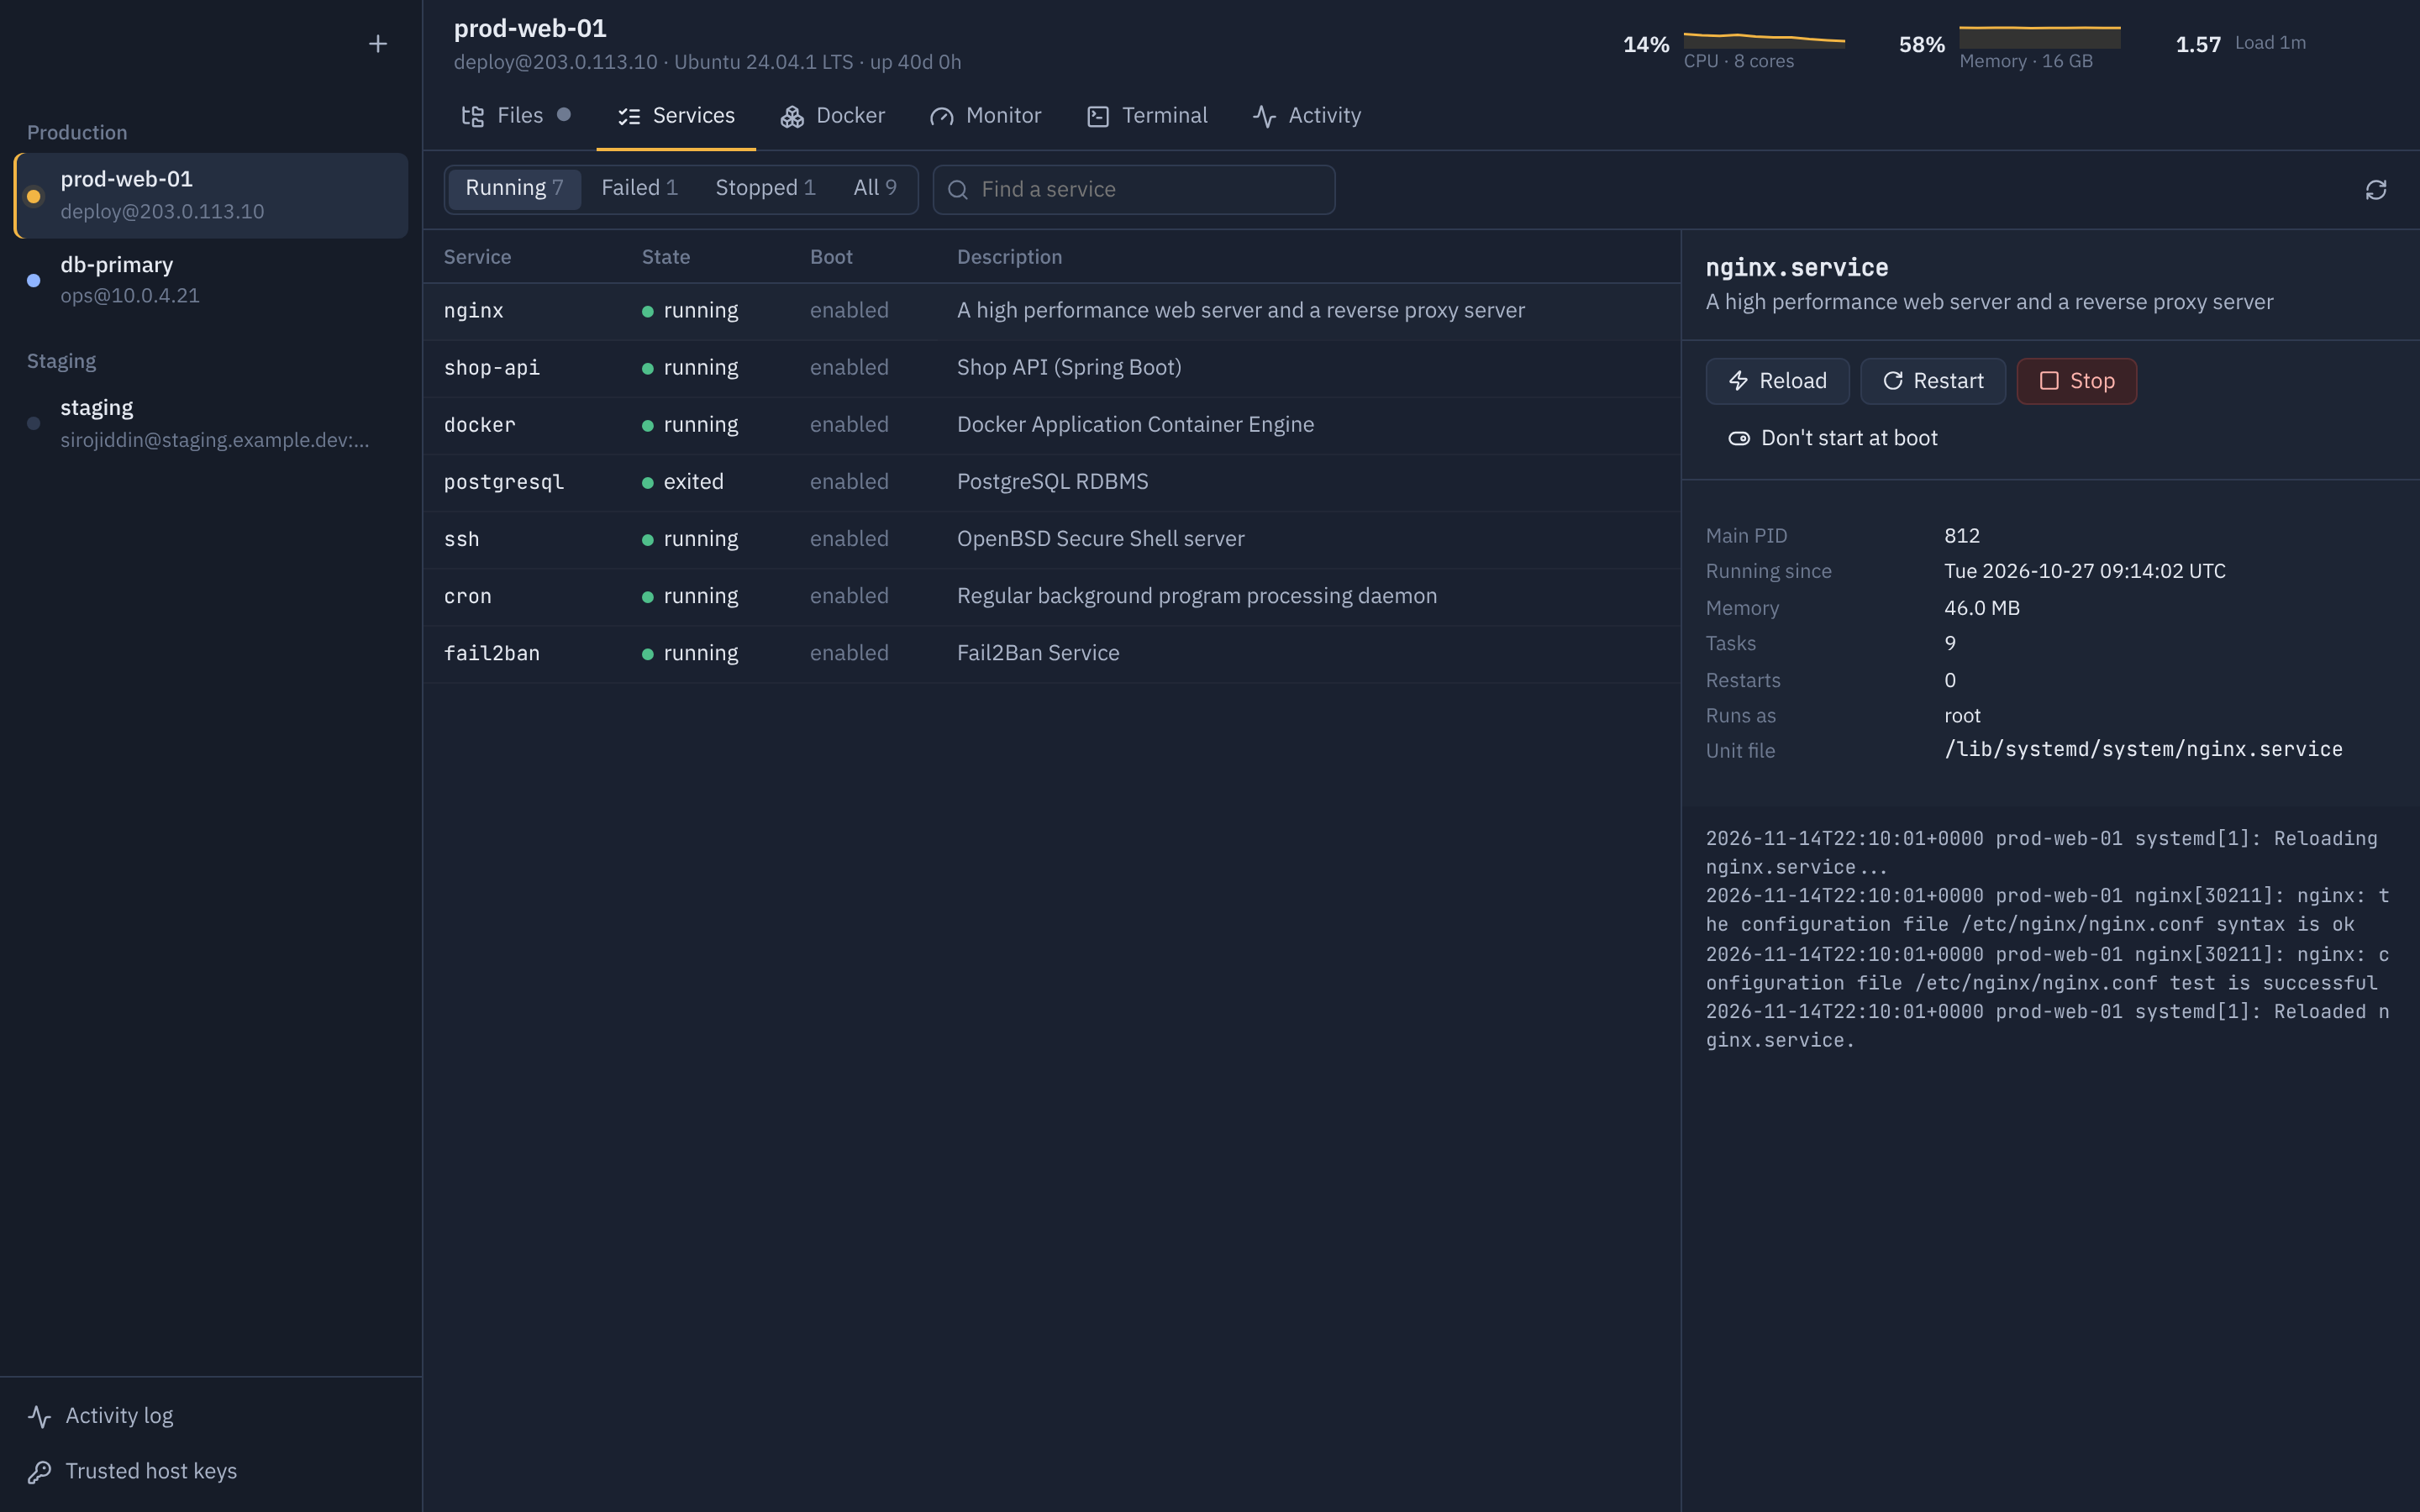 Production
prod-web-01
deploy@203.0.113.10
db-primary
ops@10.0.4.21
Staging
staging
sirojiddin@staging.example.dev:...
Activity log
Trusted host keys
prod-web-01
deploy@203.0.113.10 · Ubuntu 24.04.1 LTS · up 40d 0h
14%
CPU · 8 cores
58%
Memory · 16 GB
1.57 Load 1m
Files
Services
Docker
Monitor
Terminal
Activity
Running 7
Failed 1
Stopped 1
All 9
Find a service
Service State Boot Description
nginx running enabled A high performance web server and a reverse proxy server
shop-api running enabled Shop API (Spring Boot)
docker running enabled Docker Application Container Engine
postgresql exited enabled PostgreSQL RDBMS
ssh running enabled OpenBSD Secure Shell server
cron running enabled Regular background program processing daemon
fail2ban running enabled Fail2Ban Service
nginx.service
A high performance web server and a reverse proxy server
Reload
Restart
Stop
Don't start at boot
Main PID 812
Running since Tue 2026-10-27 09:14:02 UTC
Memory 46.0 MB
Tasks 9
Restarts 0
Runs as root
Unit file /lib/systemd/system/nginx.service
2026-11-14T22:10:01+0000 prod-web-01 systemd[1]: Reloading
nginx.service...
2026-11-14T22:10:01+0000 prod-web-01 nginx[30211]: nginx: t
he configuration file /etc/nginx/nginx.conf syntax is ok
2026-11-14T22:10:01+0000 prod-web-01 nginx[30211]: nginx: c
onfiguration file /etc/nginx/nginx.conf test is successful
2026-11-14T22:10:01+0000 prod-web-01 systemd[1]: Reloaded n
ginx.service.